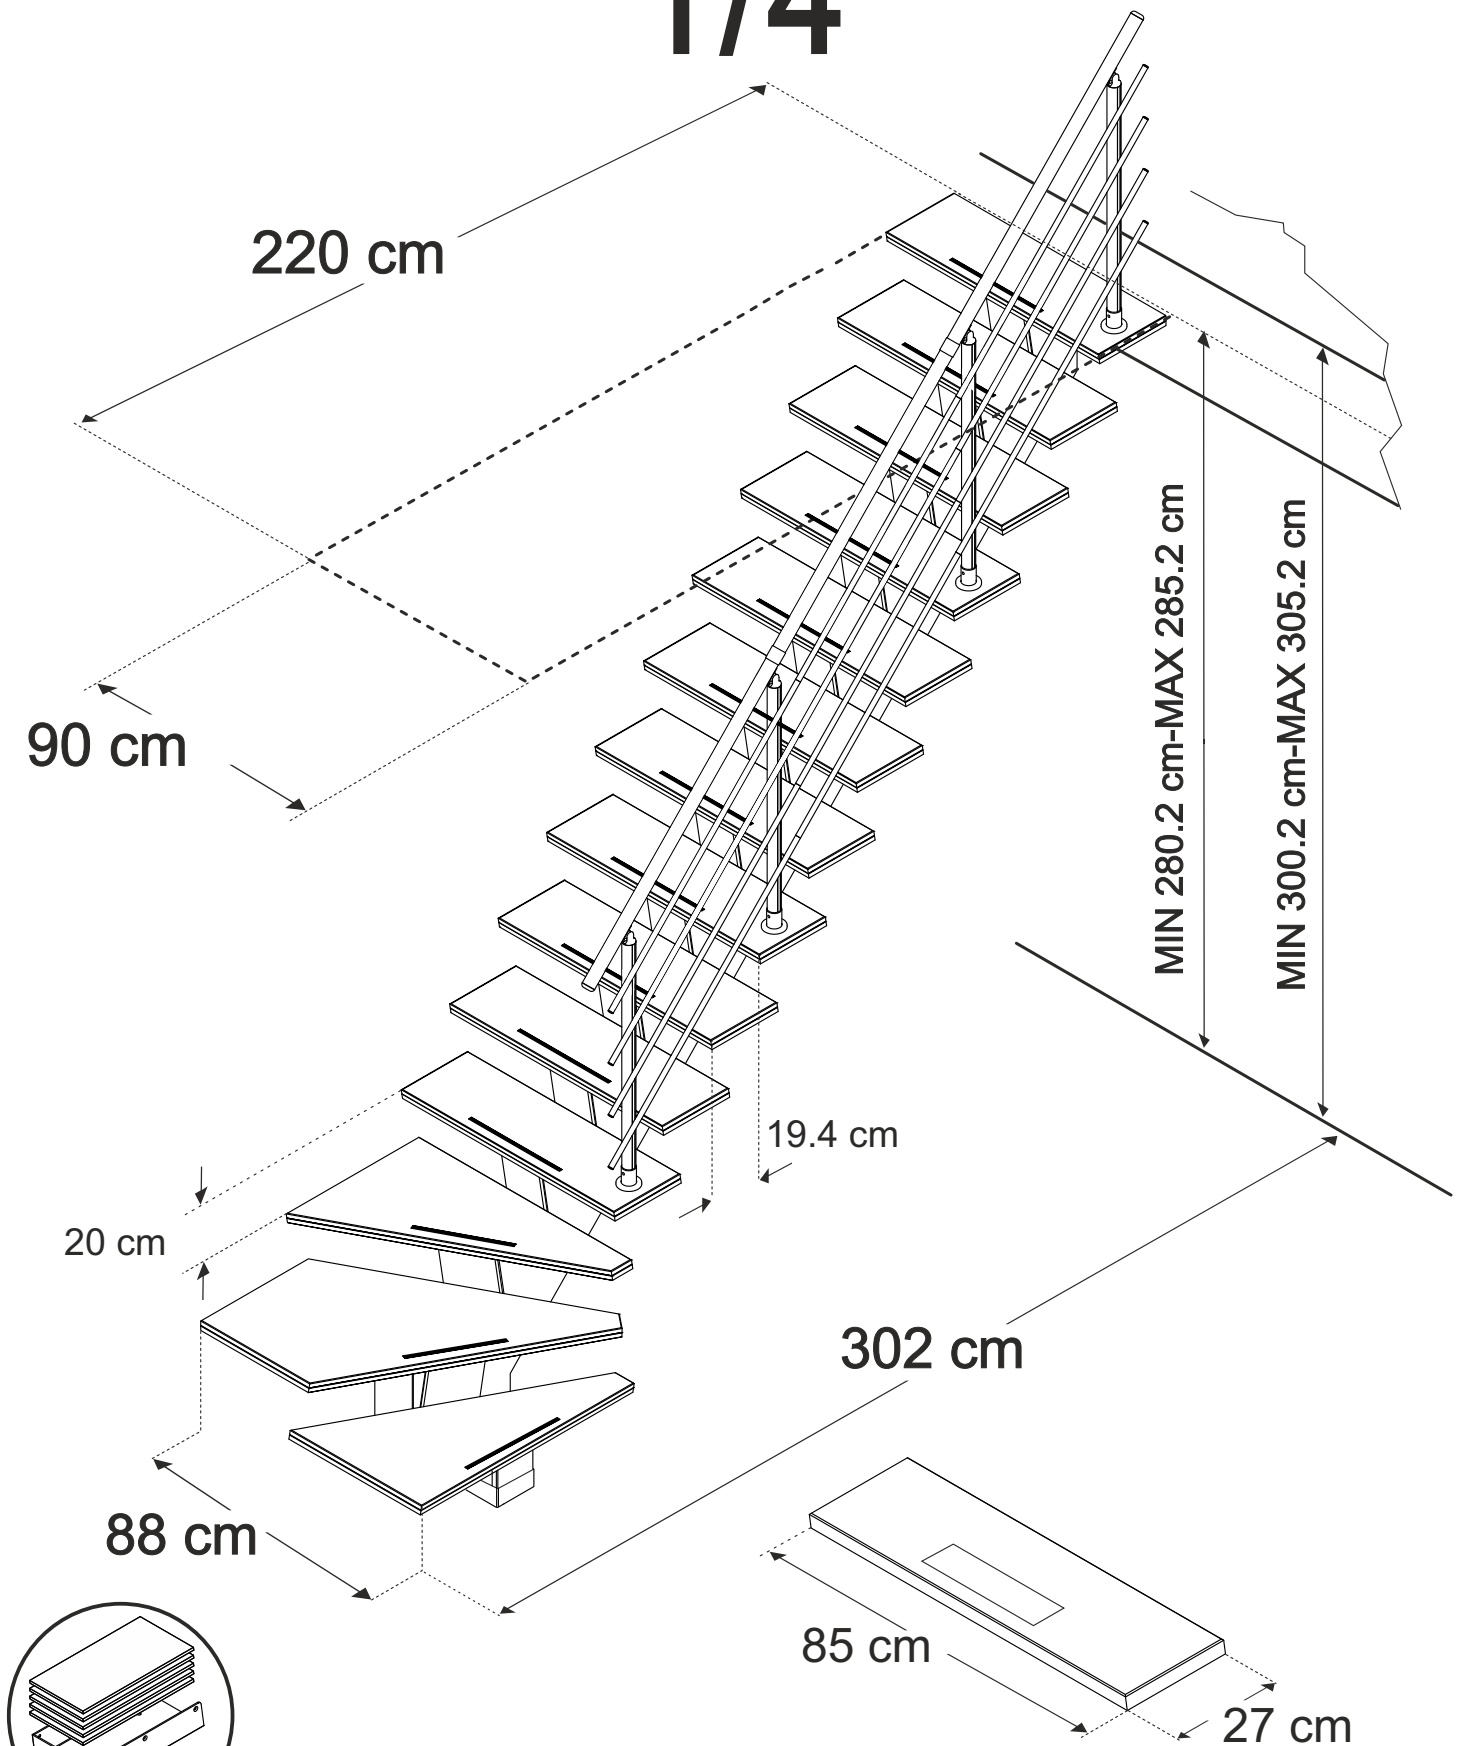 1/4
220 cm
90 cm
MIN 280.2 cm-MAX 285.2 cm
MIN 300.2 cm-MAX 305.2 cm
19.4 cm
20 cm
302 cm
88 cm
85 cm
27 cm